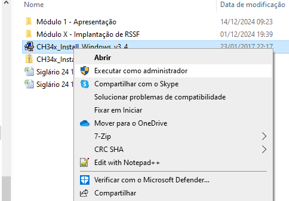 Nome
Data de modificação
Módulo 1 - Apresentação
14/12/2024 09:23
Módulo X - Implantação de RSSF
01/12/2024 19:39
CH34x_Install_Windows_v3_4
23/01/2017 22:17
CH34x_Install
Siglário 24 1
Siglário 24 1
Abrir
Executar como administrador
Compartilhar com o Skype
Solucionar problemas de compatibilidade
Fixar em Iniciar
Mover para o OneDrive
7-Zip
CRC SHA
Edit with Notepad++
Verificar com o Microsoft Defender...
Compartilhar